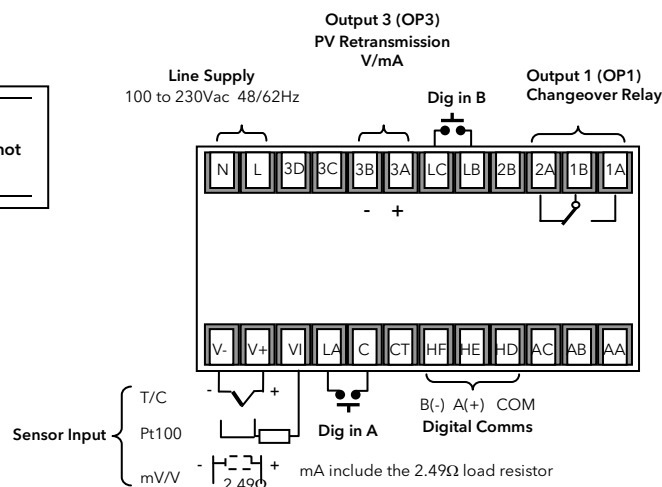 Output 3 (OP3)
PV Retransmission
V/mA
Line Supply
100 to 230Vac 48/62Hz
Dig in B
Output 1 (OP1)
Changeover Relay
not
N L 3D 3C 3B 3A LC LB 2B 2A 1B 1A
- +
V- V+ VI LA C CT HF HE HD AC AB AA
- +
T/C
B(-) A(+) COM
Sensor Input
Pt100
Dig in A
Digital Comms
mV/V
- +
2.49Ω
mA include the 2.49Ω load resistor